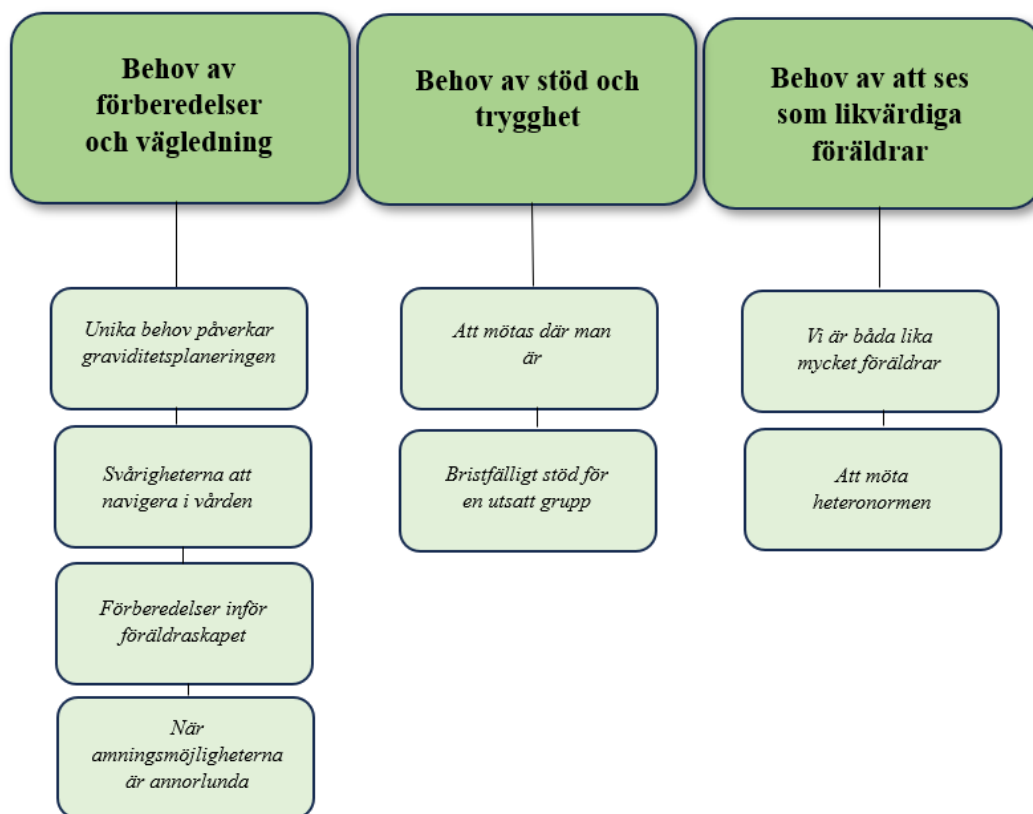 Behov av
förberedelser
och vägledning
Unika behov påverkar
graviditetsplaneringen
Svårigheterna att
navigera i vården
Förberedelser inför
föräldraskapet
När
amningsmöjligheterna
är annorlunda
Behov av stöd och
trygghet
Att mötas där man
är
Bristfälligt stöd för
en utsatt grupp
Behov av att ses
som likvärdiga
föräldrar
Vi är båda lika
mycket föräldrar
Att möta
heteronormen